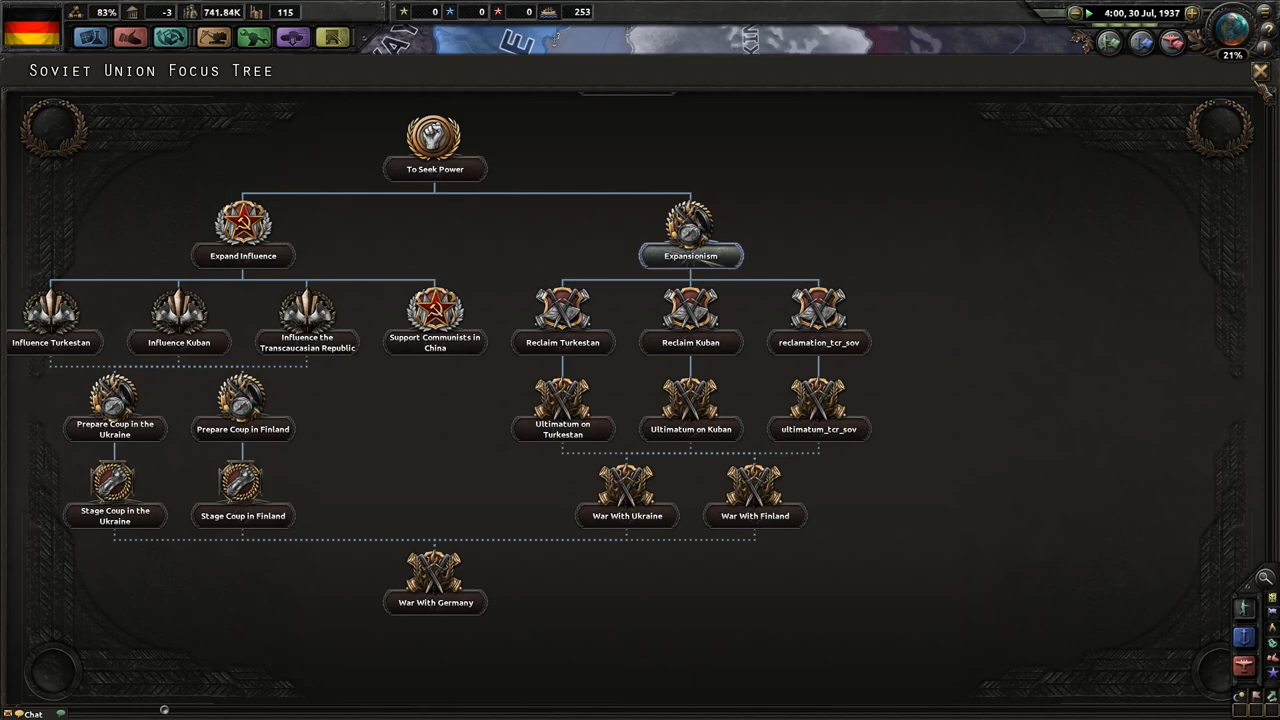 83%
-3
741.84K
115
0
0
0
253
4:00, 30 Jul, 1937
21%
Soviet Union Focus Tree
To Seek Power
Expand Influence
Expansionism
Influence Turkestan
Influence Kuban
Influence the
Transcaucasian Republic
Support Communists in
China
Reclaim Turkestan
Reclaim Kuban
reclamation_tcr_sov
Prepare Coup in the
Ukraine
Prepare Coup in Finland
Ultimatum on
Turkestan
Ultimatum on Kuban
ultimatum_tcr_sov
Stage Coup in the
Ukraine
Stage Coup in Finland
War With Ukraine
War With Finland
War With Germany
Chat